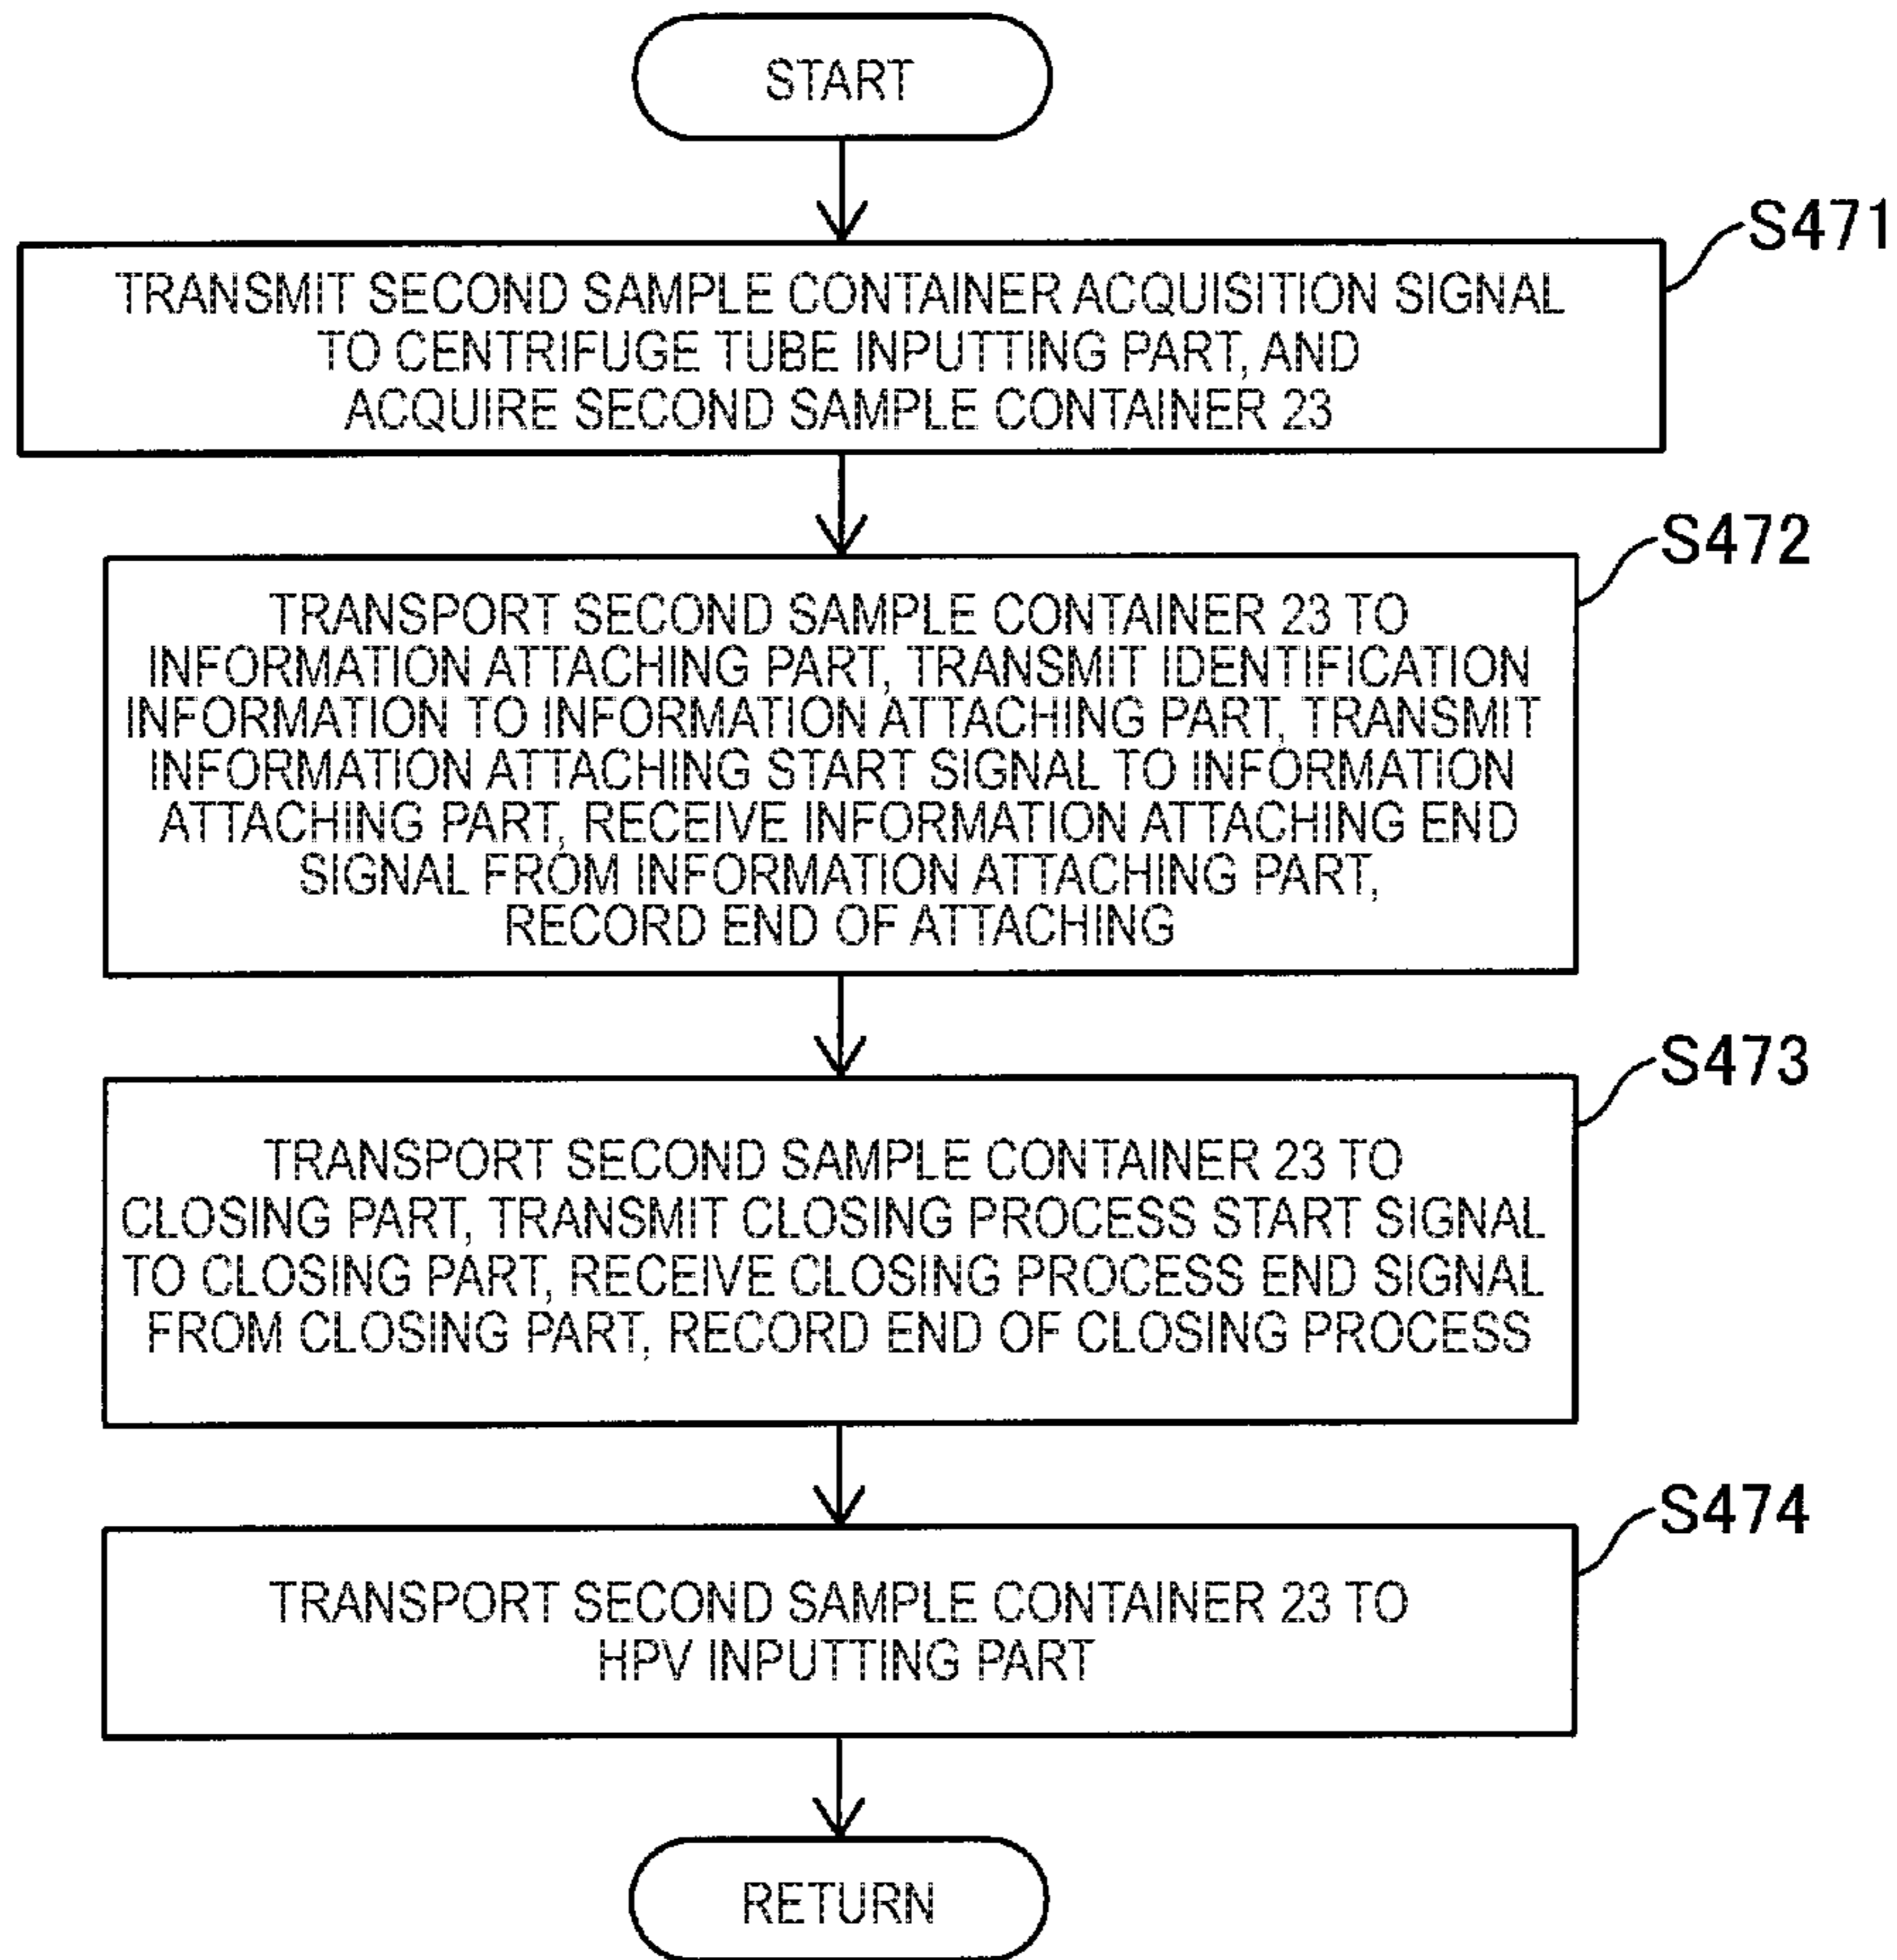 START
S471
TRANSMIT SECOND SAMPLE CONTAINER ACQUISITION SIGNAL
TO CENTRIFUGE TUBE INPUTTING PART, AND
ACQUIRE SECOND SAMPLE CONTAINER 23
S472
TRANSPORT SECOND SAMPLE CONTAINER 23 TO
INFORMATION ATTACHING PART, TRANSMIT IDENTIFICATION
INFORMATION TO INFORMATION ATTACHING PART, TRANSMIT
INFORMATION ATTACHING START SIGNAL TO INFORMATION
ATTACHING PART, RECEIVE INFORMATION ATTACHING END
SIGNAL FROM INFORMATION ATTACHING PART,
RECORD END OF ATTACHING
S473
TRANSPORT SECOND SAMPLE CONTAINER 23 TO
CLOSING PART, TRANSMIT CLOSING PROCESS START SIGNAL
TO CLOSING PART, RECEIVE CLOSING PROCESS END SIGNAL
FROM CLOSING PART, RECORD END OF CLOSING PROCESS
S474
TRANSPORT SECOND SAMPLE CONTAINER 23 TO
HPV INPUTTING PART
RETURN